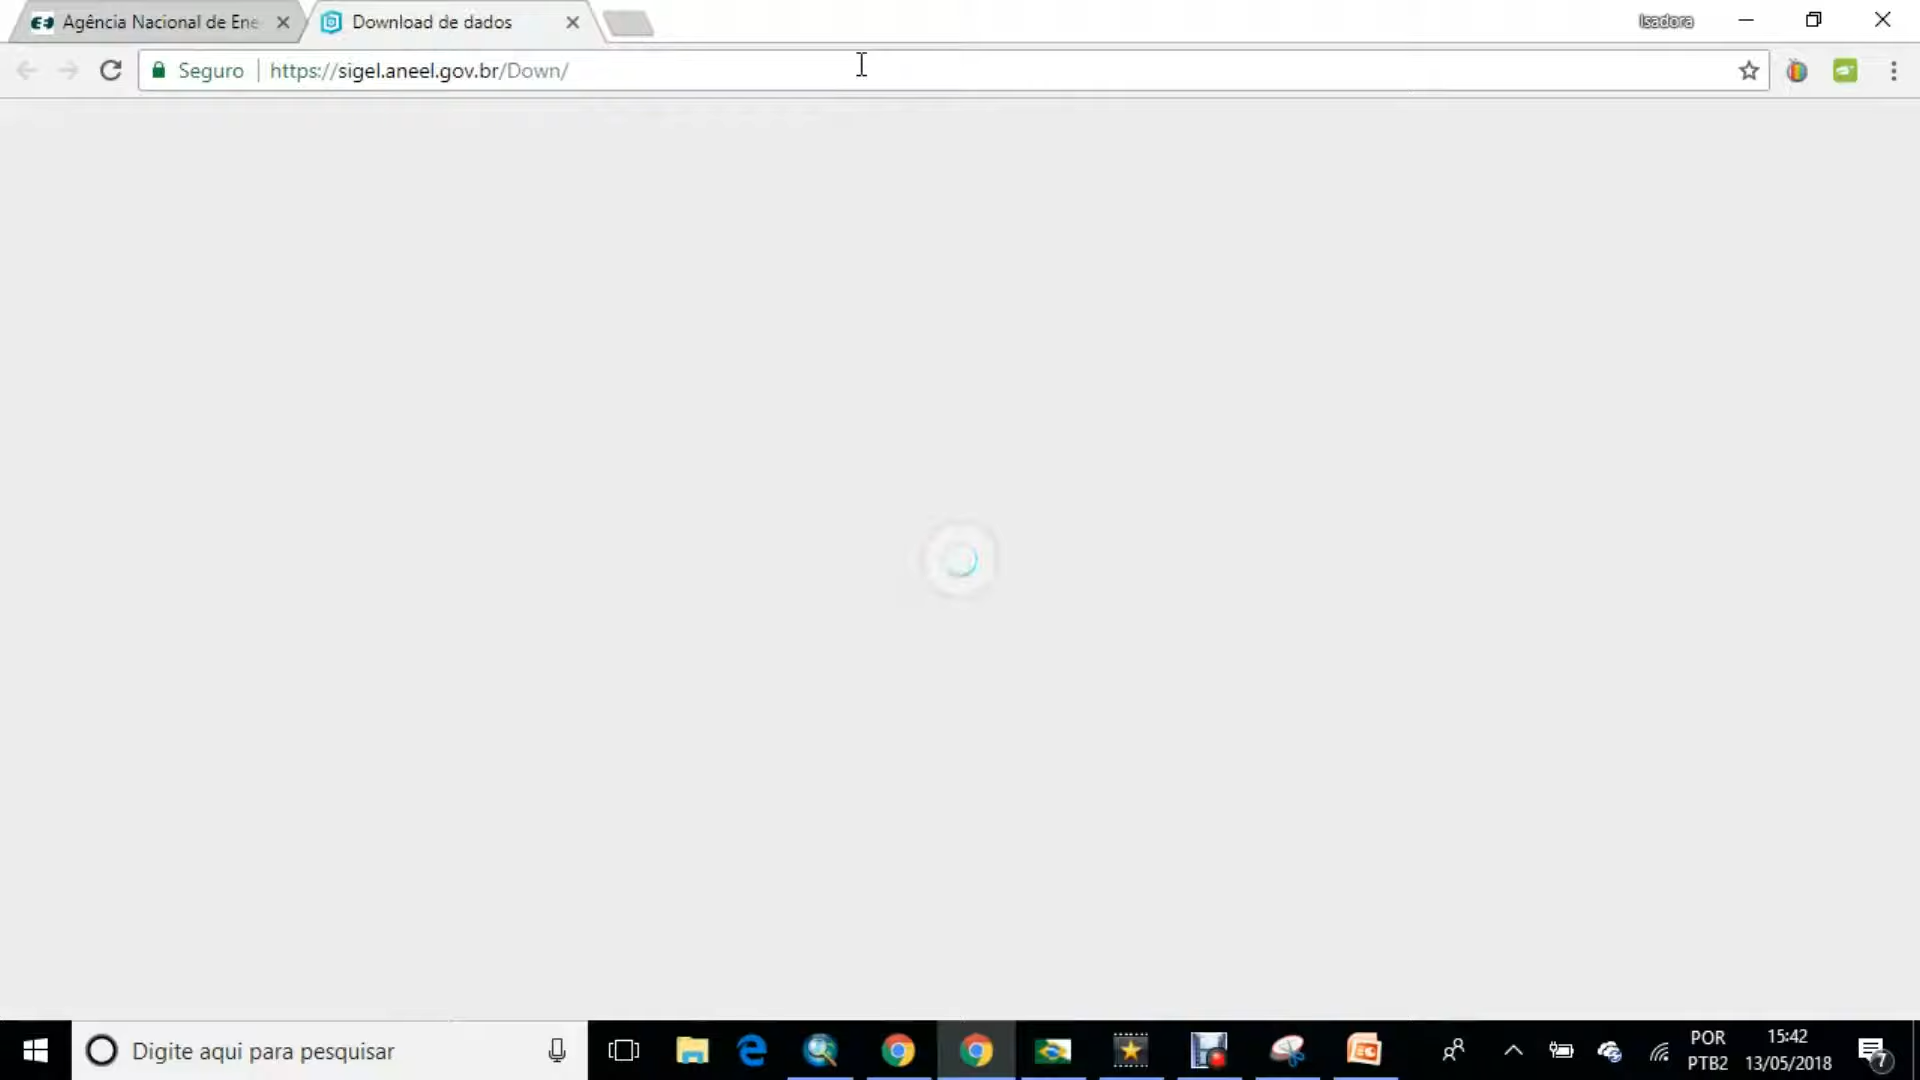 Agência Nacional de Ene
Download de dados
Isadora
Seguro
https://sigel.aneel.gov.br/Down/
Digite aqui para pesquisar
POR
PTB2
15:42
13/05/2018
7